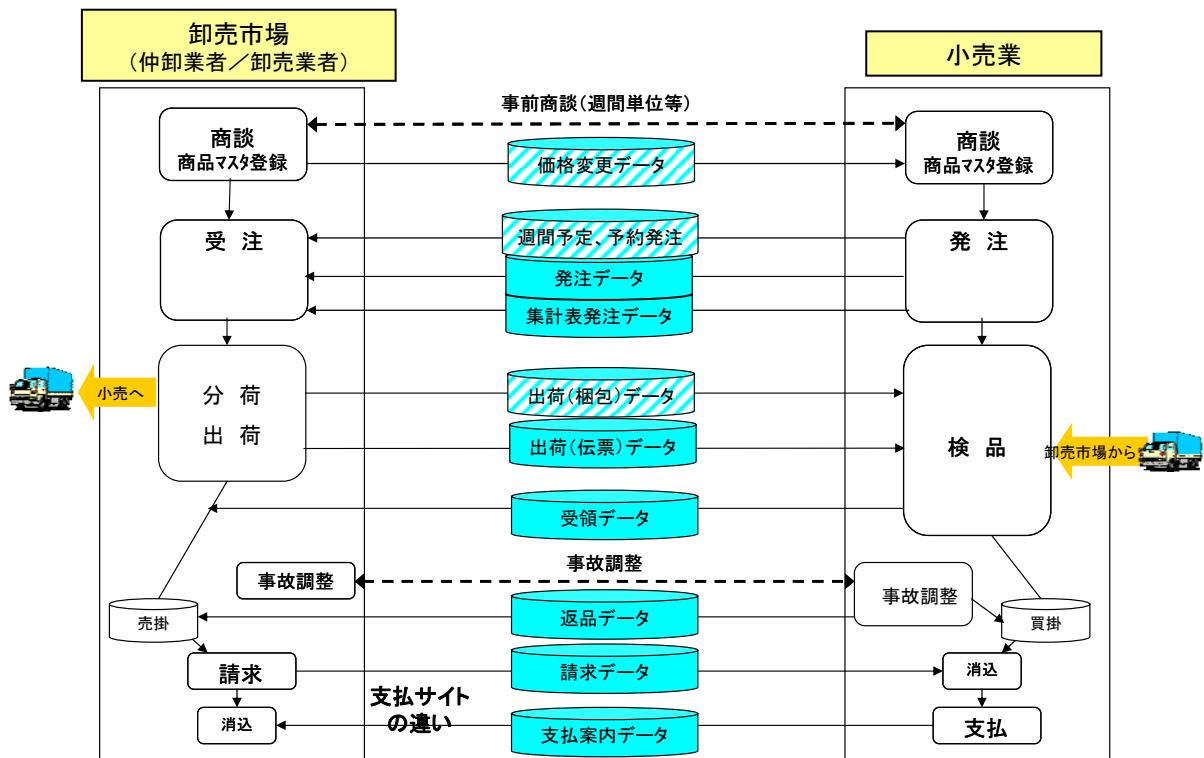 卸売市場
（仲卸業者／卸売業者）
小売業
事前商談（週間単位等）
商談
商品マスタ登録
価格変更データ
商談
商品マスタ登録
受 注
週間予定、予約発注
発注データ
集計表発注データ
発 注
小売へ
分 荷
出 荷
出荷（梱包）データ
出荷（伝票）データ
検 品
卸売市場から
受領データ
事故調整
事故調整
事故調整
売掛
返品データ
買掛
請求
請求データ
消込
支払サイト
の違い
消込
支払案内データ
支払